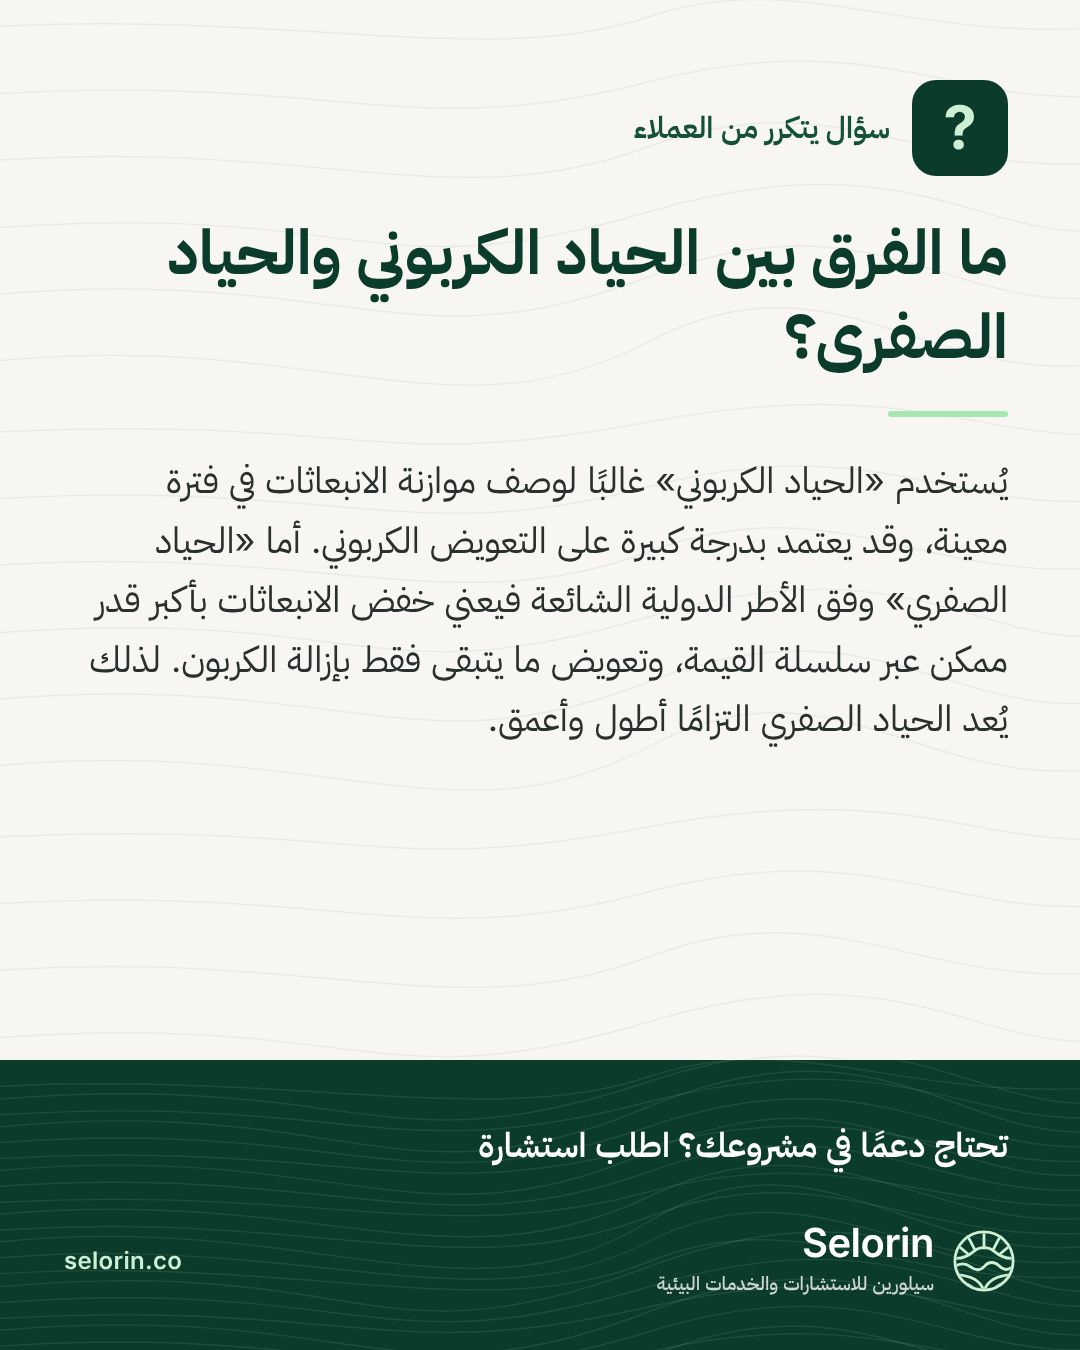 ?
سؤال يتكرر من العملاء
ما الفرق بين الحياد الكربوني والحياد
الصفرى؟
يُستخدم «الحياد الكربوني» غالبًا لوصف موازنة الانبعاثات في فترة
معينة، وقد يعتمد بدرجة كبيرة على التعويض الكربوني. أما «الحياد
الصفري» وفق الأطر الدولية الشائعة فيعني خفض الانبعاثات بأكبر قدر
ممكن عبر سلسلة القيمة، وتعويض ما يتبقى فقط بإزالة الكربون. لذلك
يُعد الحياد الصفري التزامًا أطول وأعمق.
تحتاج دعمًا في مشروعك؟ اطلب استشارة
Selorin
سيلورين للاستشارات والخدمات البيئية
selorin.co